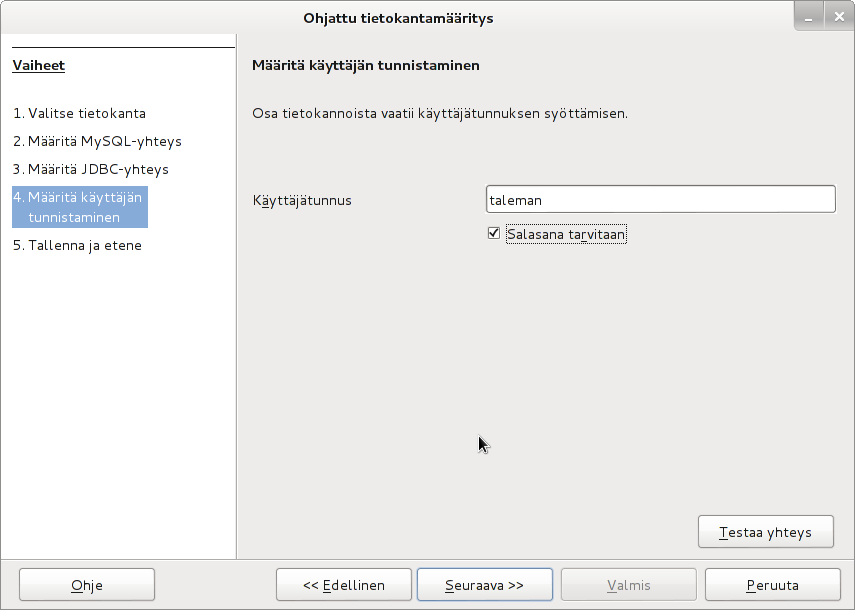 Ohjattu tietokantamääritys
Vaiheet
1. Valitse tietokanta
2. Määritä MySQL-yhteys
3. Määritä JDBC-yhteys
4. Määritä käyttäjän
tunnistaminen
5. Tallenna ja etene
Määritä käyttäjän tunnistaminen
Osa tietokannoista vaatii käyttäjätunnuksen syöttämisen.
Käyttäjätunnus
taleman
Salasana tarvitaan
Testaa yhteys
Ohje
<< Edellinen
Seuraava >>
Valmis
Peruuta